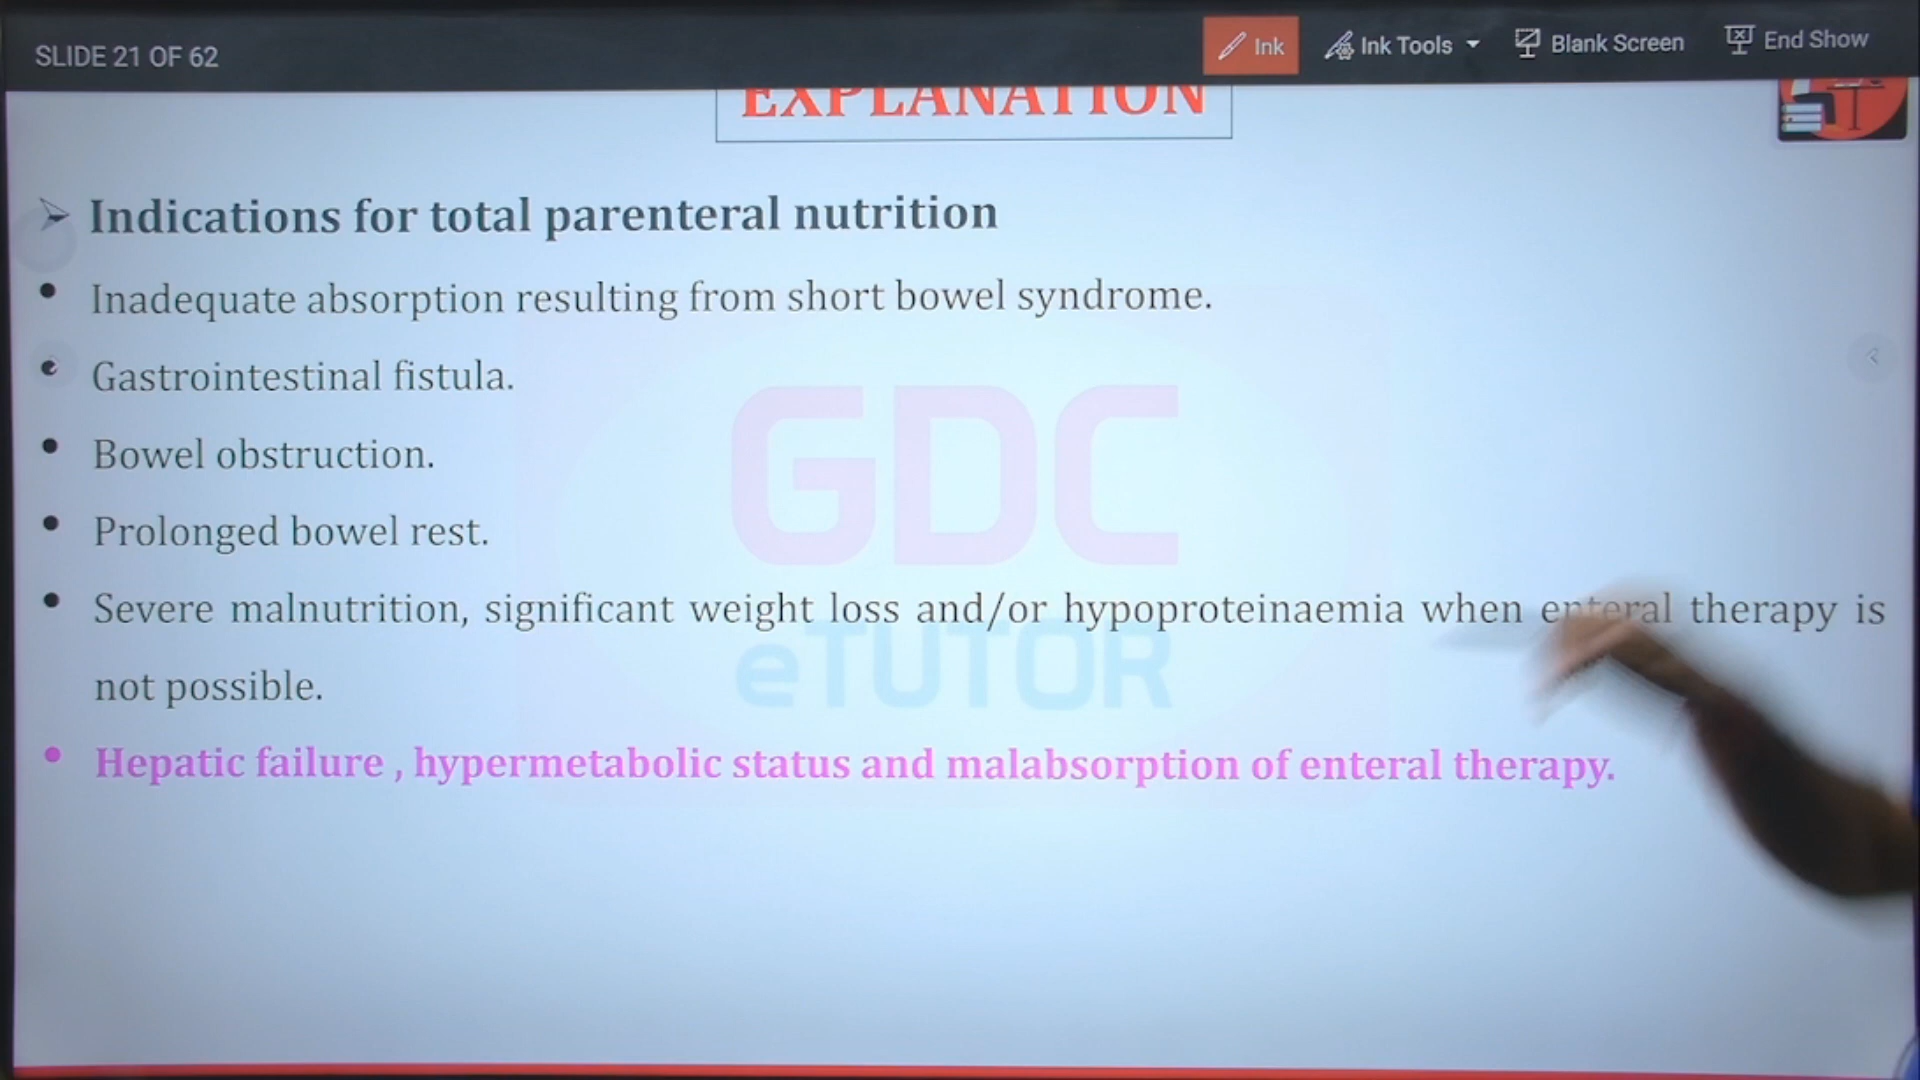 SLIDE 21 OF 62
Ink
Ink Tools
Blank Screen
End Show
EXPLANATION
Indications for total parenteral nutrition
Inadequate absorption resulting from short bowel syndrome.
Gastrointestinal fistula.
Bowel obstruction.
Prolonged bowel rest.
Severe malnutrition, significant weight loss and/or hypoproteinaemia when enteral therapy is
not possible.
Hepatic failure , hypermetabolic status and malabsorption of enteral therapy.
GDC
eTUTOR